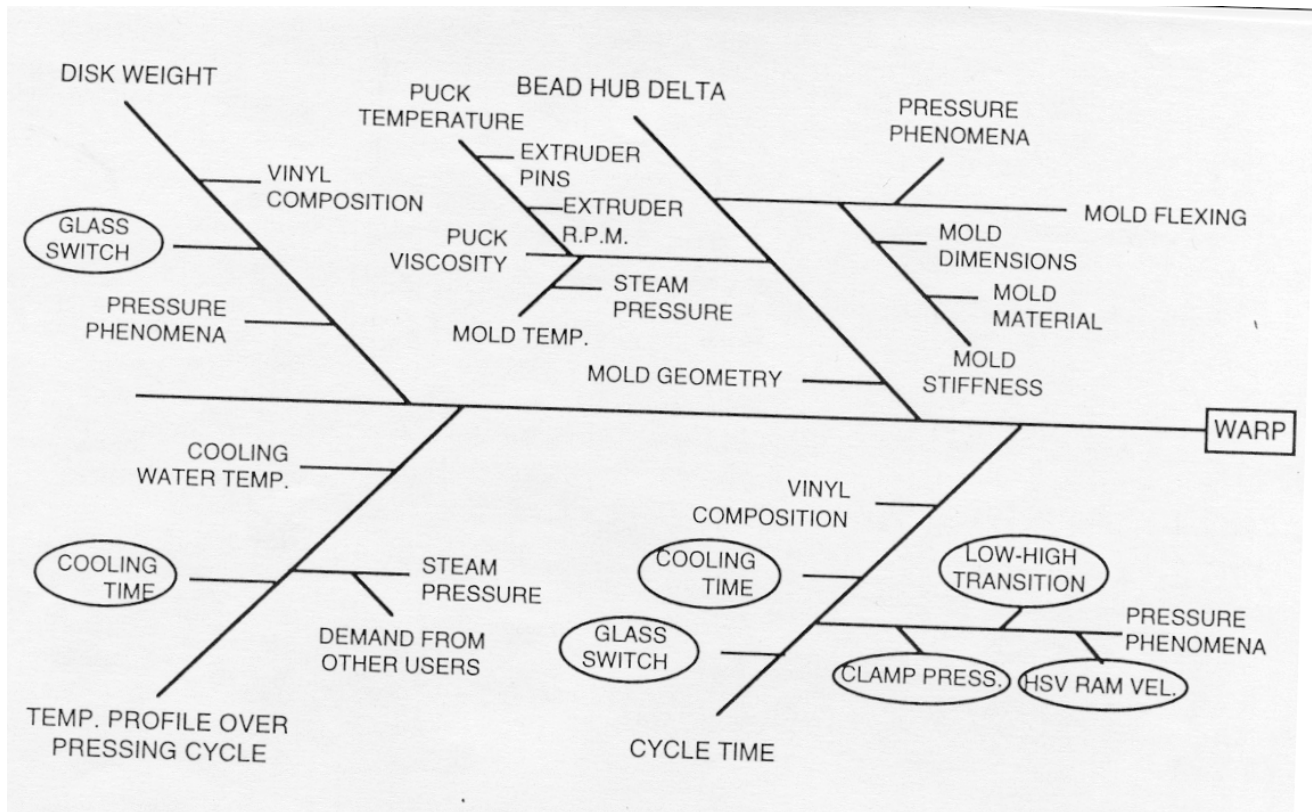 DISK WEIGHT
VINYL
COMPOSITION
GLASS
SWITCH
PRESSURE
PHENOMENA
PUCK
TEMPERATURE
EXTRUDER
PINS
EXTRUDER
R.P.M.
PUCK
VISCOSITY
STEAM
PRESSURE
MOLD TEMP.
BEAD HUB DELTA
PRESSURE
PHENOMENA
MOLD FLEXING
MOLD
DIMENSIONS
MOLD
MATERIAL
MOLD
STIFFNESS
MOLD GEOMETRY
WARP
COOLING
WATER TEMP.
COOLING
TIME
STEAM
PRESSURE
DEMAND FROM
OTHER USERS
TEMP. PROFILE OVER
PRESSING CYCLE
VINYL
COMPOSITION
COOLING
TIME
GLASS
SWITCH
LOW-HIGH
TRANSITION
PRESSURE
PHENOMENA
CLAMP PRESS.
HSV RAM VEL.
CYCLE TIME